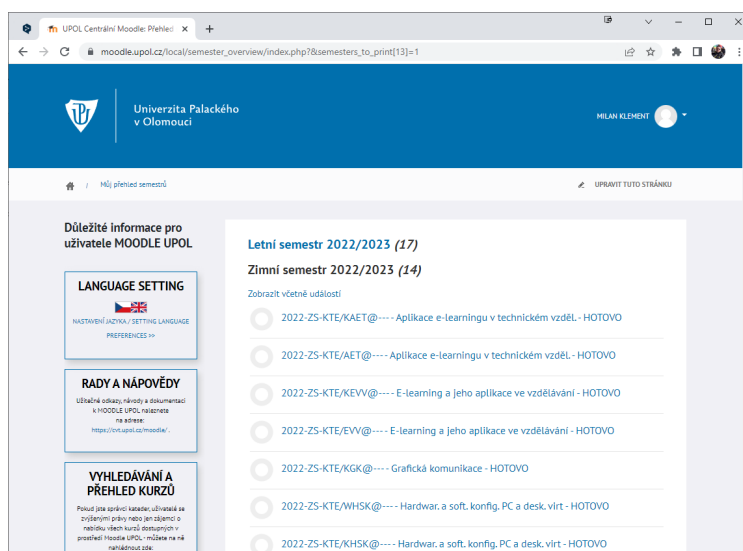 UPOL Centrální Moodle: Přehled
moodle.upol.cz/local/semester_overview/index.php?&semesters_to_print[13]=1
Univerzita Palackého
v Olomouci
MILAN KLEMENT
Můj přehled semestrů
UPRAVIT TUTO STRÁNKU
Důležité informace pro
uživatele MOODLE UPOL
LANGUAGE SETTING
NASTAVENÍ JAZYKA / SETTING LANGUAGE
PREFERENCES >>
RADY A NÁPOVĚDY
Užitečné odkazy, návody a dokumentaci
k MOODLE UPOL naleznete
na adrese:
https://cvt.upol.cz/moodle/..
VYHLEDÁVÁNÍ A
PŘEHLED KURZŮ
Pokud jste správci kateder, uživatelé se
zvýšenými právy nebo jen zájemci o
nabídku všech kurzů dostupných v
prostředí Moodle UPOL - můžete na ně
nahlédnout zde:
Letní semestr 2022/2023 (17)
Zimní semestr 2022/2023 (14)
Zobrazit včetně událostí
2022-ZS-KTE/KAET@---- Aplikace e-learningu v technickém vzděl. - HOTOVO
2022-ZS-KTE/AET@---- Aplikace e-learningu v technickém vzděl. - HOTOVO
2022-ZS-KTE/KEVV@---- E-learning a jeho aplikace ve vzdělávání - HOTOVO
2022-ZS-KTE/EVV@---- E-learning a jeho aplikace ve vzdělávání - HOTOVO
2022-ZS-KTE/KGK@---- Grafická komunikace - HOTOVO
2022-ZS-KTE/WHSK@---- Hardwar. a soft. konfig. PC a desk. virt - HOTOVO
2022-ZS-KTE/KHSK@---- Hardwar. a soft. konfig. PC a desk. virt - HOTOVO